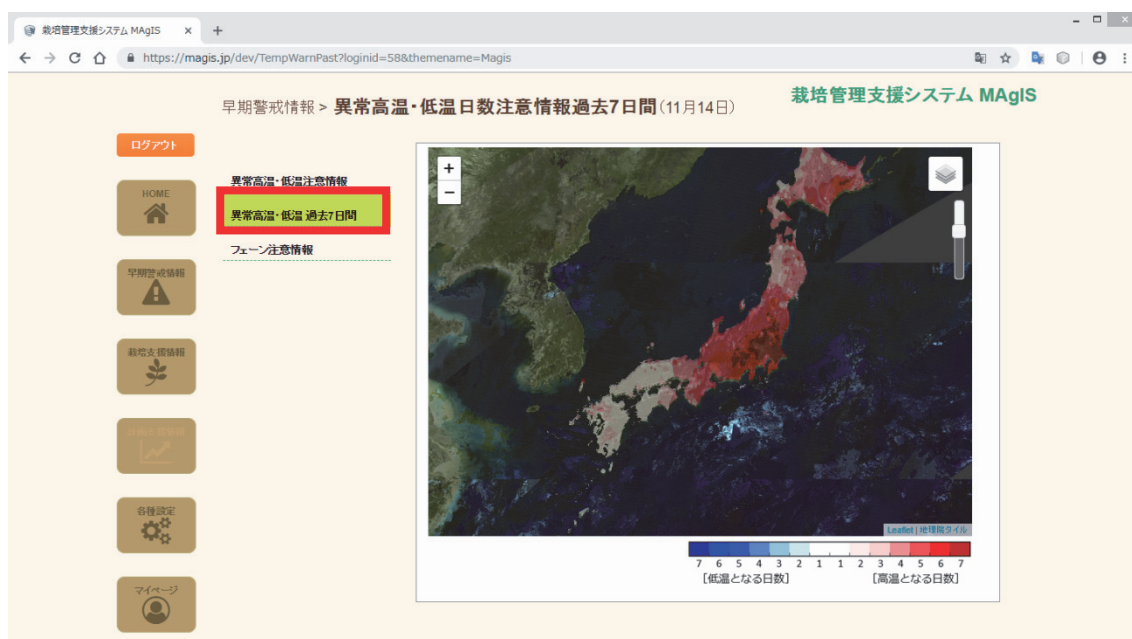 栽培管理支援システム MAgIS
https://magis.jp/dev/TempWarnPast?loginid=58&themename=Magis
早期警戒情報 > 異常高温・低温日数注意情報過去7日間(11月14日)
栽培管理支援システム MAgIS
ログアウト
HOME
早期警戒情報
栽培支援情報
各種設定
マイページ
異常高温・低温注意情報
異常高温・低温 過去7日間
フェーン注意情報
+
−
Leaflet | 地理院タイル
7 6 5 4 3 2 1 1 2 3 4 5 6 7
[低温となる日数] [高温となる日数]